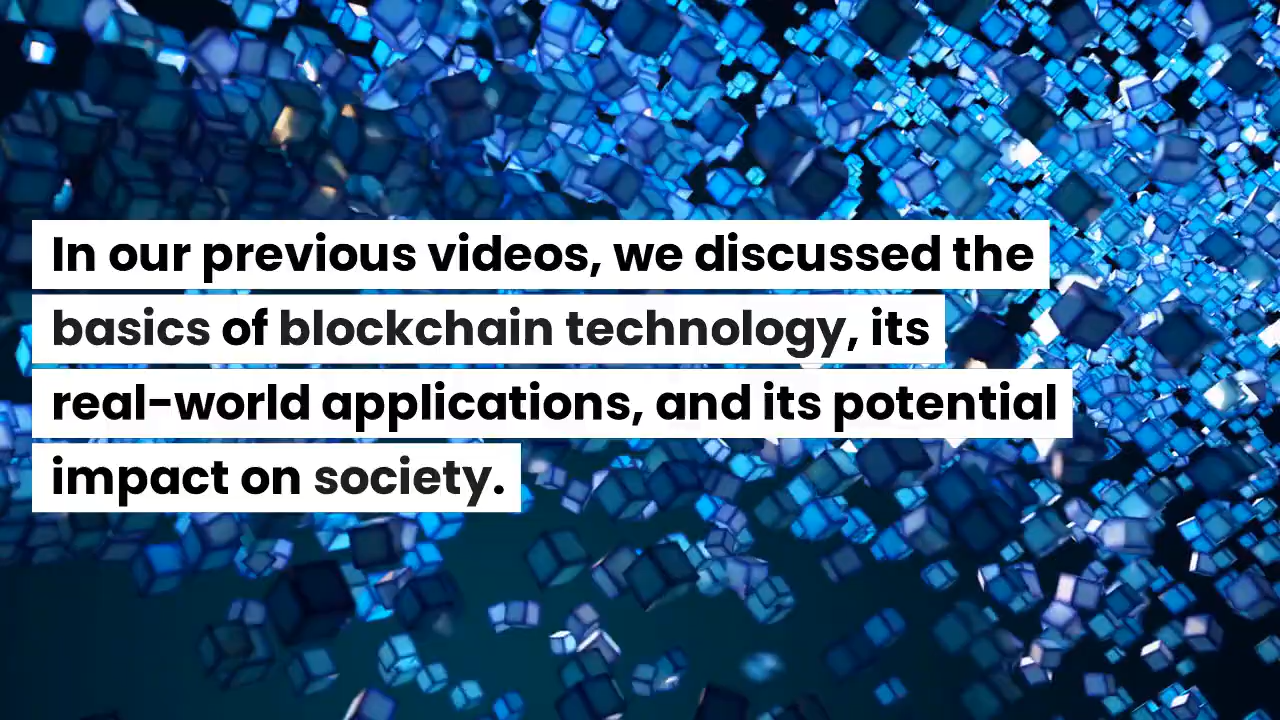 In our previous videos, we discussed the
basics of blockchain technology, its
real-world applications, and its potential
impact on society.